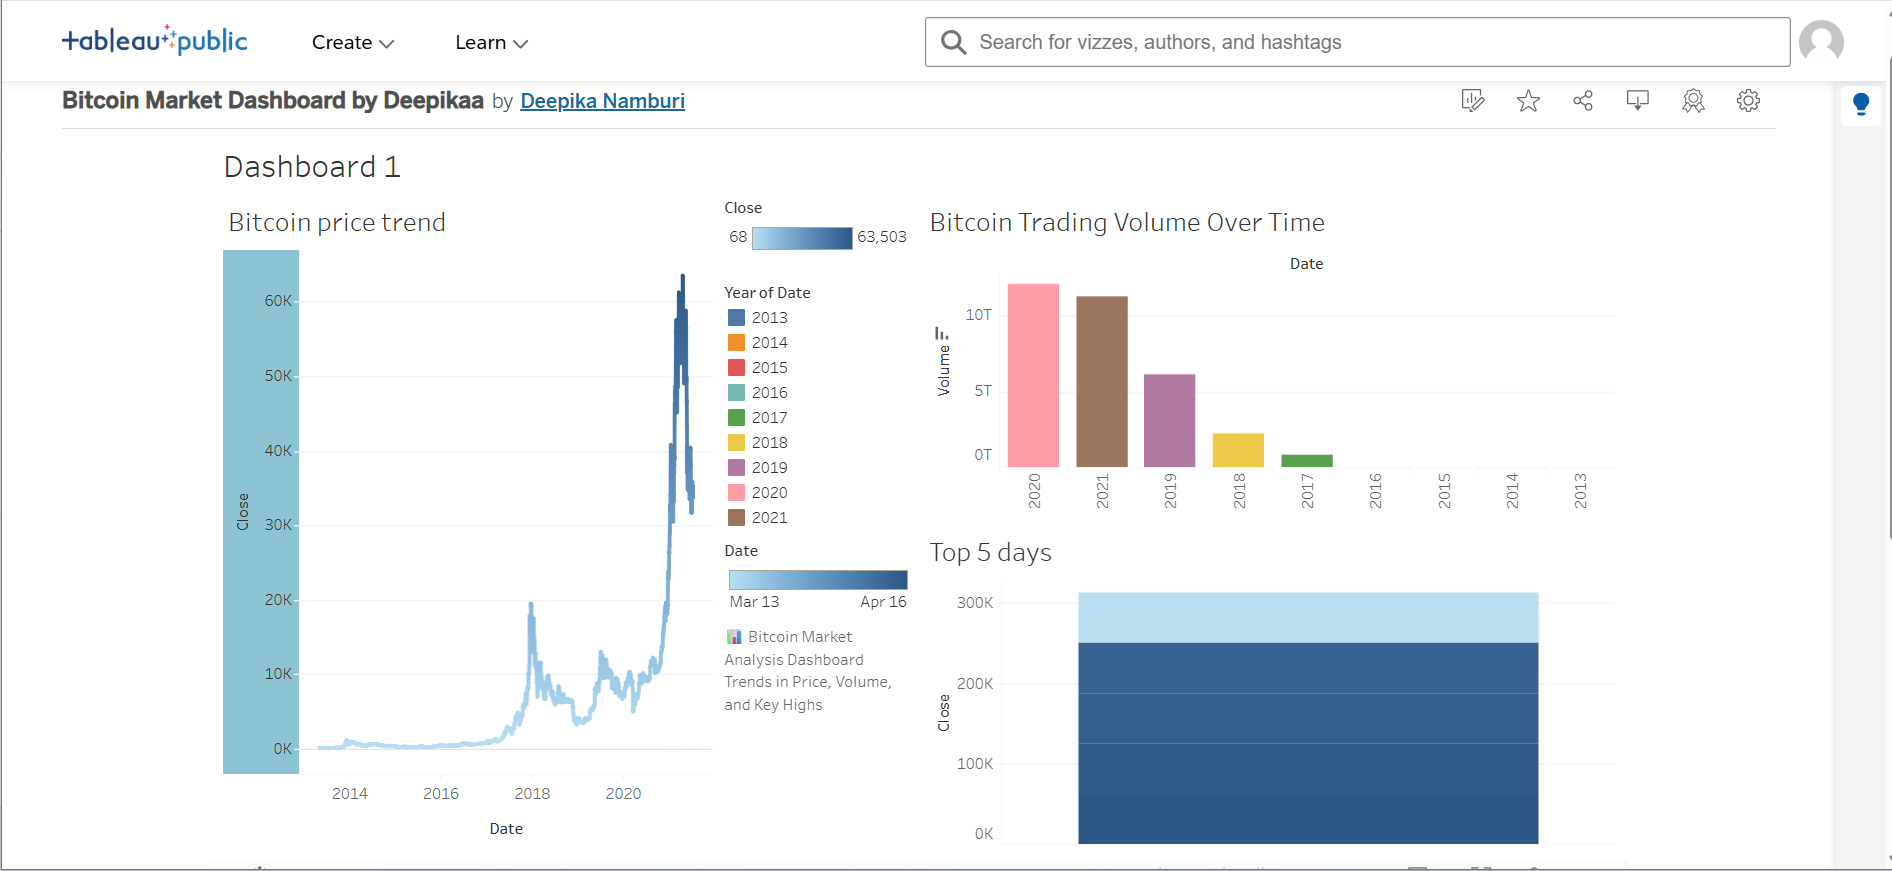 tableau public
Create
Learn
Search for vizzes, authors, and hashtags
Bitcoin Market Dashboard by Deepikaa by Deepika Namburi
Dashboard 1
Bitcoin price trend
60K
50K
40K
30K
20K
10K
0K
Close
2014
2016
2018
2020
Date
Close
68
63,503
Year of Date
2013
2014
2015
2016
2017
2018
2019
2020
2021
Date
Mar 13
Apr 16
Bitcoin Market
Analysis Dashboard
Trends in Price, Volume,
and Key Highs
Bitcoin Trading Volume Over Time
Date
10T
5T
0T
Volume
2020
2021
2019
2018
2017
2016
2015
2014
2013
Top 5 days
300K
200K
100K
0K
Close